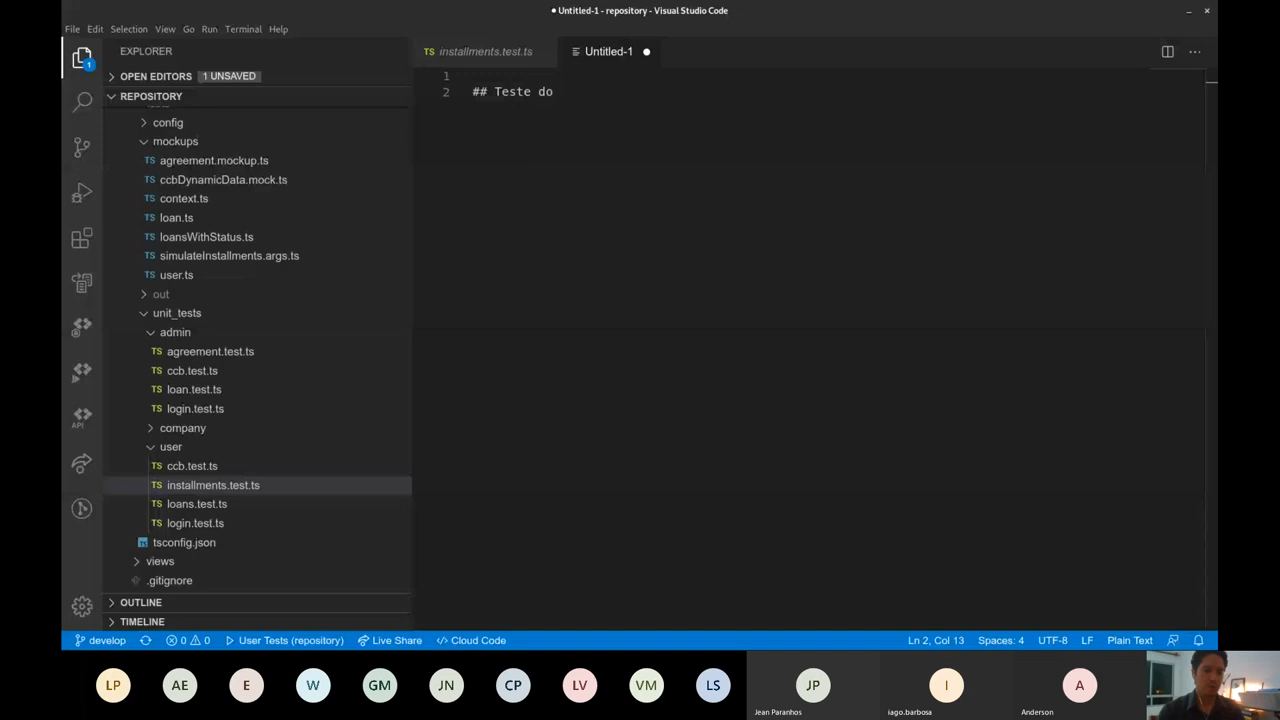 ● Untitled-1 - repository - Visual Studio Code
File Edit Selection View Go Run Terminal Help
EXPLORER
installments.test.ts
Untitled-1
1
OPEN EDITORS 1 UNSAVED
REPOSITORY
config
mockups
agreement.mockup.ts
ccbDynamicData.mock.ts
context.ts
loan.ts
loansWithStatus.ts
simulateInstallments.args.ts
user.ts
out
unit_tests
admin
agreement.test.ts
ccb.test.ts
loan.test.ts
login.test.ts
company
user
ccb.test.ts
installments.test.ts
loans.test.ts
login.test.ts
tsconfig.json
views
.gitignore
OUTLINE
TIMELINE
API
1
2 ## Teste do
develop 0 0 User Tests (repository) Live Share Cloud Code Ln 2, Col 13 Spaces: 4 UTF-8 LF Plain Text
LP AE E W GM JN CP LV VM LS JP I A
Jean Paranhos iago.barbosa Anderson